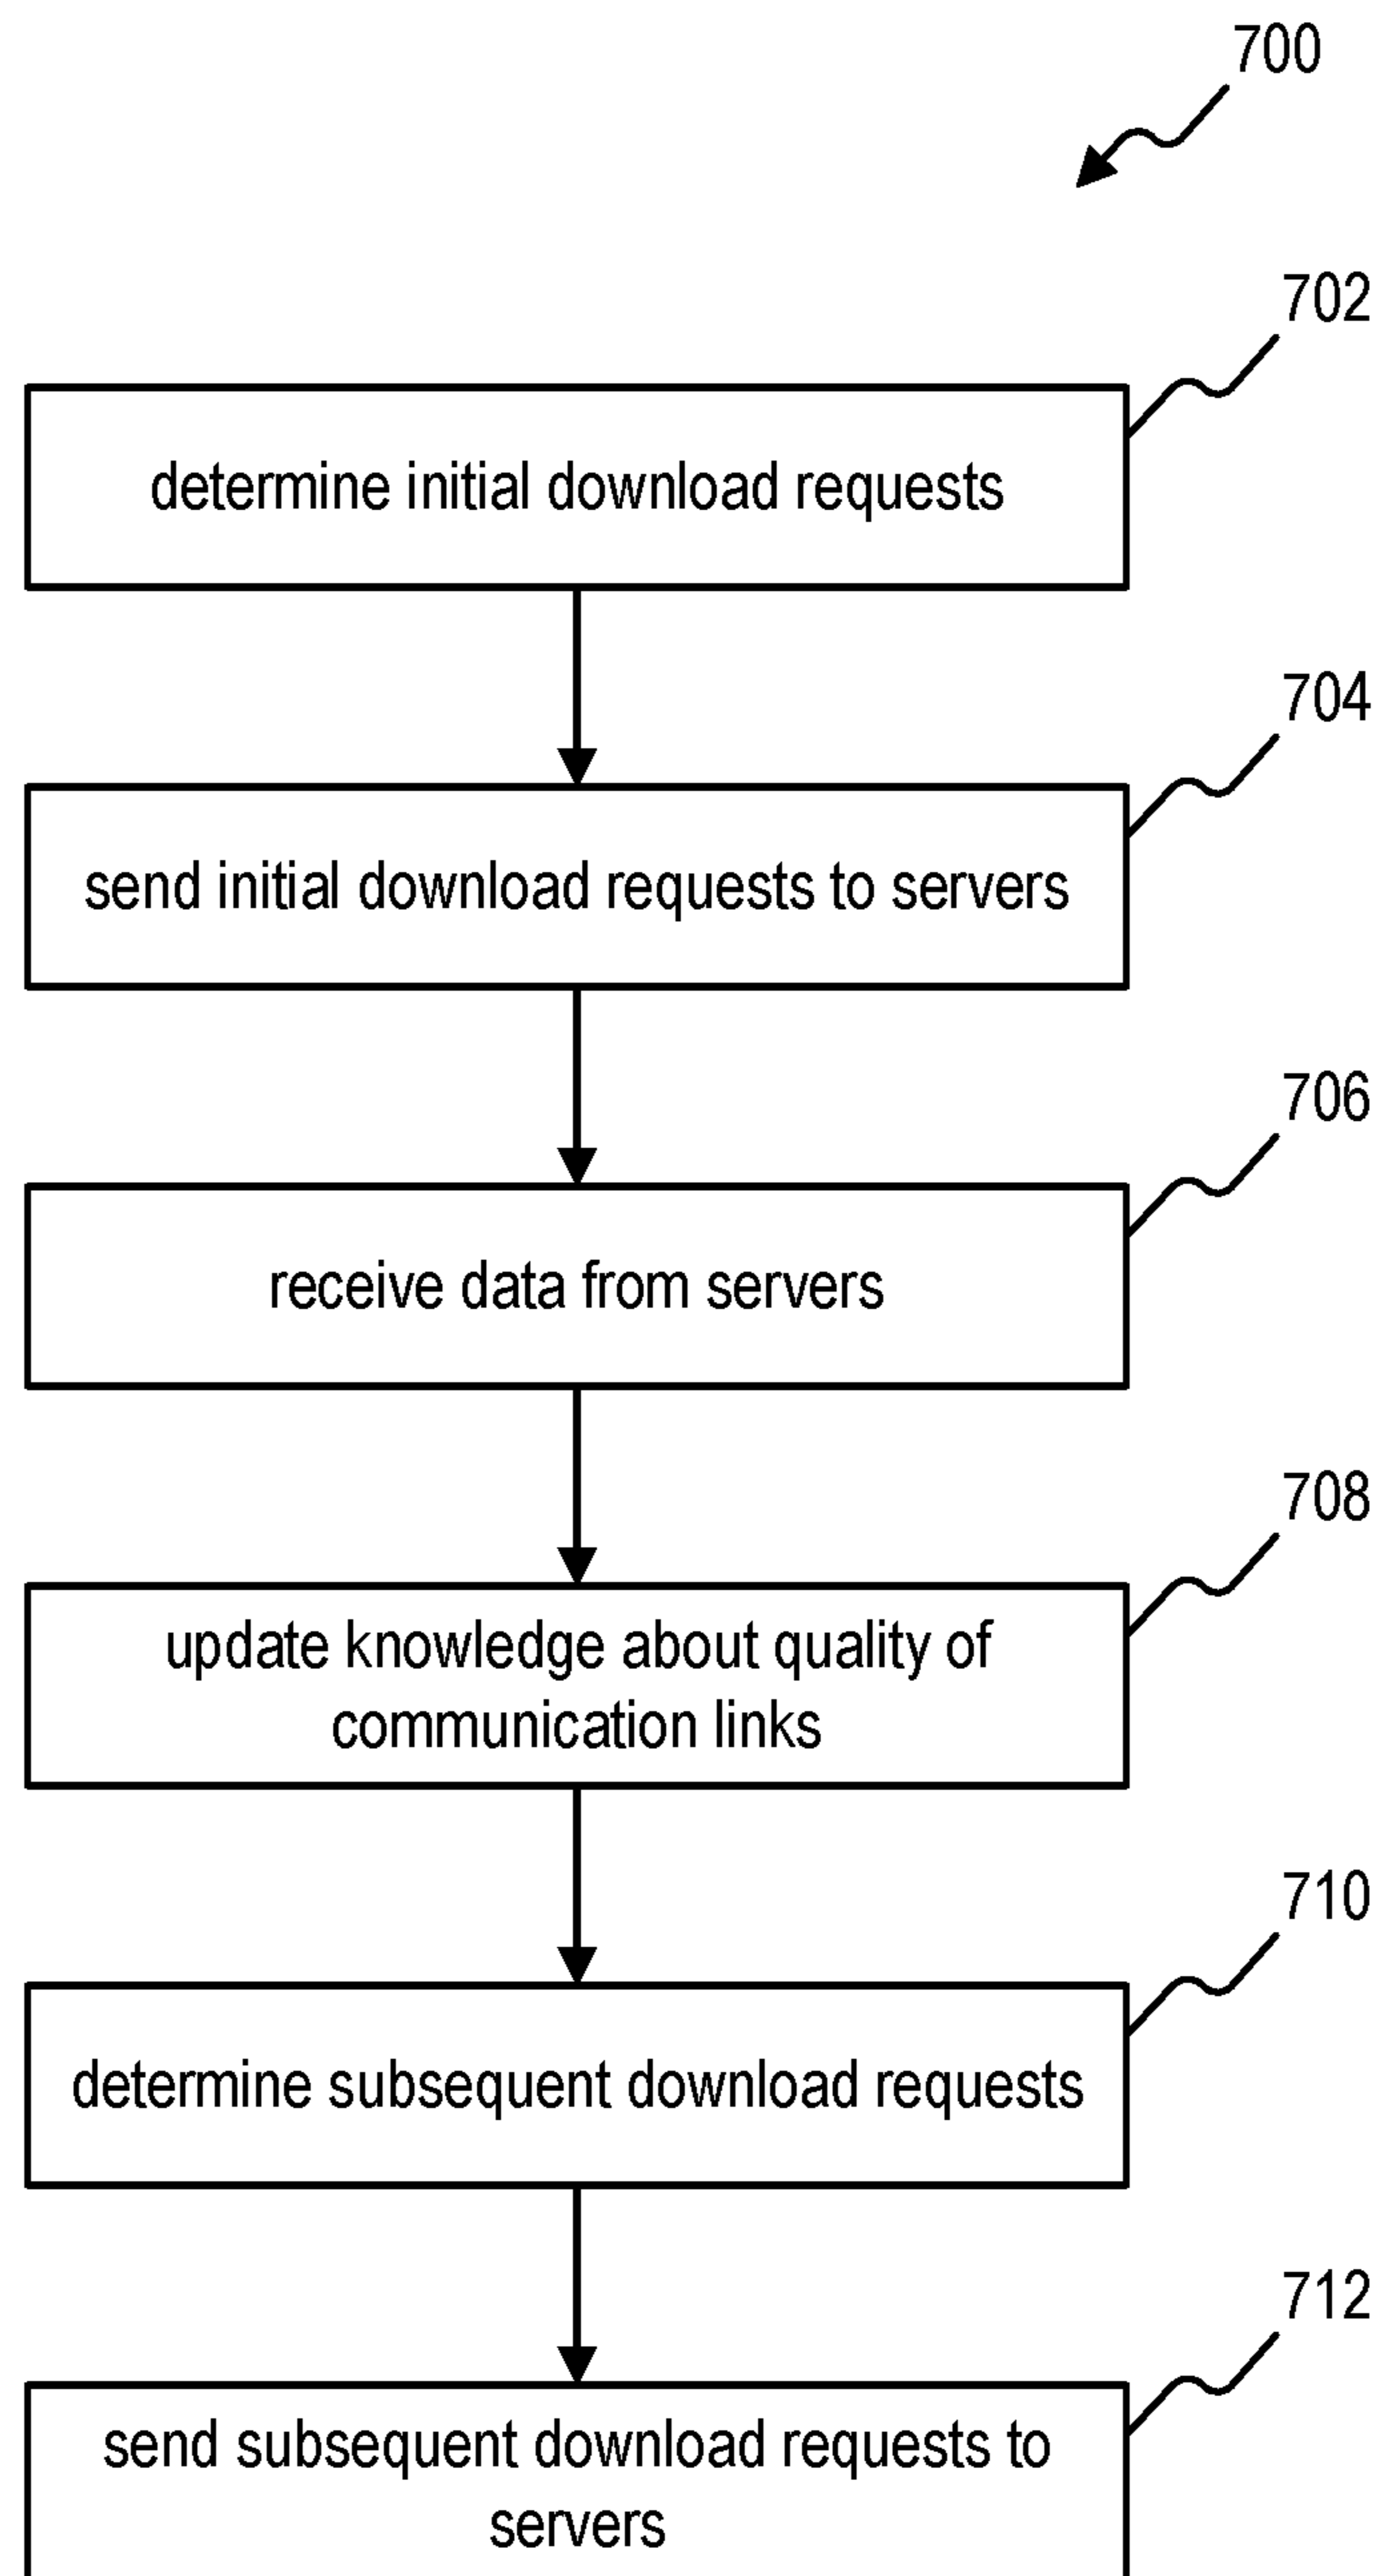 700
702
determine initial download requests
704
send initial download requests to servers
706
receive data from servers
708
update knowledge about quality of
communication links
710
determine subsequent download requests
712
send subsequent download requests to
servers